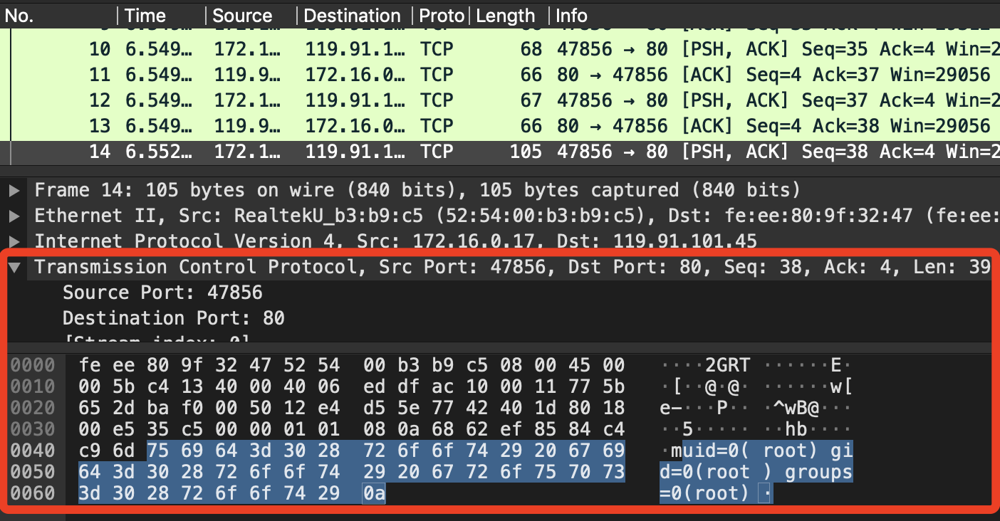 No. Time Source Destination Proto Length Info
10 6.549… 172.1… 119.91.1… TCP 68 47856 → 80 [PSH, ACK] Seq=35 Ack=4 Win=2
11 6.549… 119.9… 172.16.0… TCP 66 80 → 47856 [ACK] Seq=4 Ack=37 Win=29056
12 6.549… 172.1… 119.91.1… TCP 67 47856 → 80 [PSH, ACK] Seq=37 Ack=4 Win=2
13 6.549… 119.9… 172.16.0… TCP 66 80 → 47856 [ACK] Seq=4 Ack=38 Win=29056
14 6.552… 172.1… 119.91.1… TCP 105 47856 → 80 [PSH, ACK] Seq=38 Ack=4 Win=2
Frame 14: 105 bytes on wire (840 bits), 105 bytes captured (840 bits)
Ethernet II, Src: RealtekU_b3:b9:c5 (52:54:00:b3:b9:c5), Dst: fe:ee:80:9f:32:47 (fe:ee:
Internet Protocol Version 4, Src: 172.16.0.17, Dst: 119.91.101.45
Transmission Control Protocol, Src Port: 47856, Dst Port: 80, Seq: 38, Ack: 4, Len: 39
Source Port: 47856
Destination Port: 80
[Stream index: 0]
0000 fe ee 80 9f 32 47 52 54 00 b3 b9 c5 08 00 45 00 ····2GRT ······E·
0010 00 5b c4 13 40 00 40 06 ed df ac 10 00 11 77 5b ·[··@·@· ······w[
0020 65 2d ba f0 00 50 12 e4 d5 5e 77 42 40 1d 80 18 e-···P·· ·^wB@···
0030 00 e5 35 c5 00 00 01 01 08 0a 68 62 ef 85 84 c4 ··5····· ··hb····
0040 c9 6d 75 69 64 3d 30 28 72 6f 6f 74 29 20 67 69 ·muid=0( root) gi
0050 64 3d 30 28 72 6f 6f 74 29 20 67 72 6f 75 70 73 d=0(root ) groups
0060 3d 30 28 72 6f 6f 74 29 0a =0(root) ·